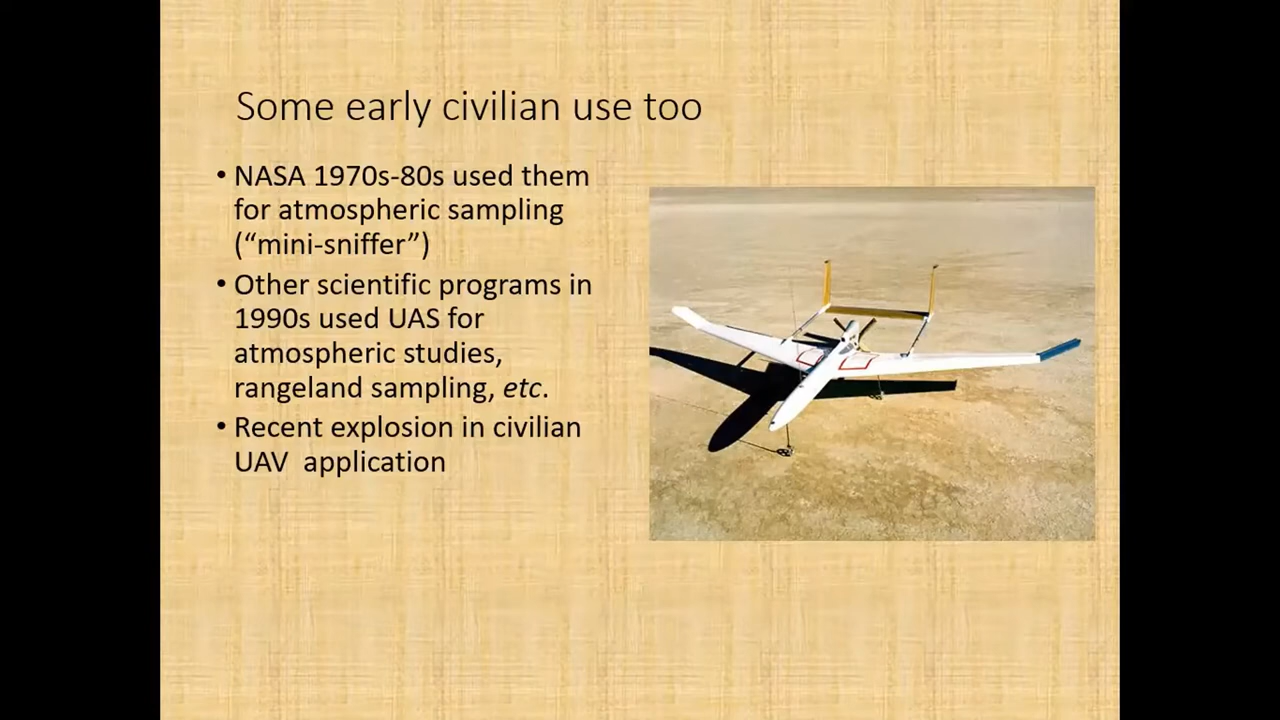 Some early civilian use too
• NASA 1970s-80s used them
for atmospheric sampling
(“mini-sniffer”)
• Other scientific programs in
1990s used UAS for
atmospheric studies,
rangeland sampling, etc.
• Recent explosion in civilian
UAV  application